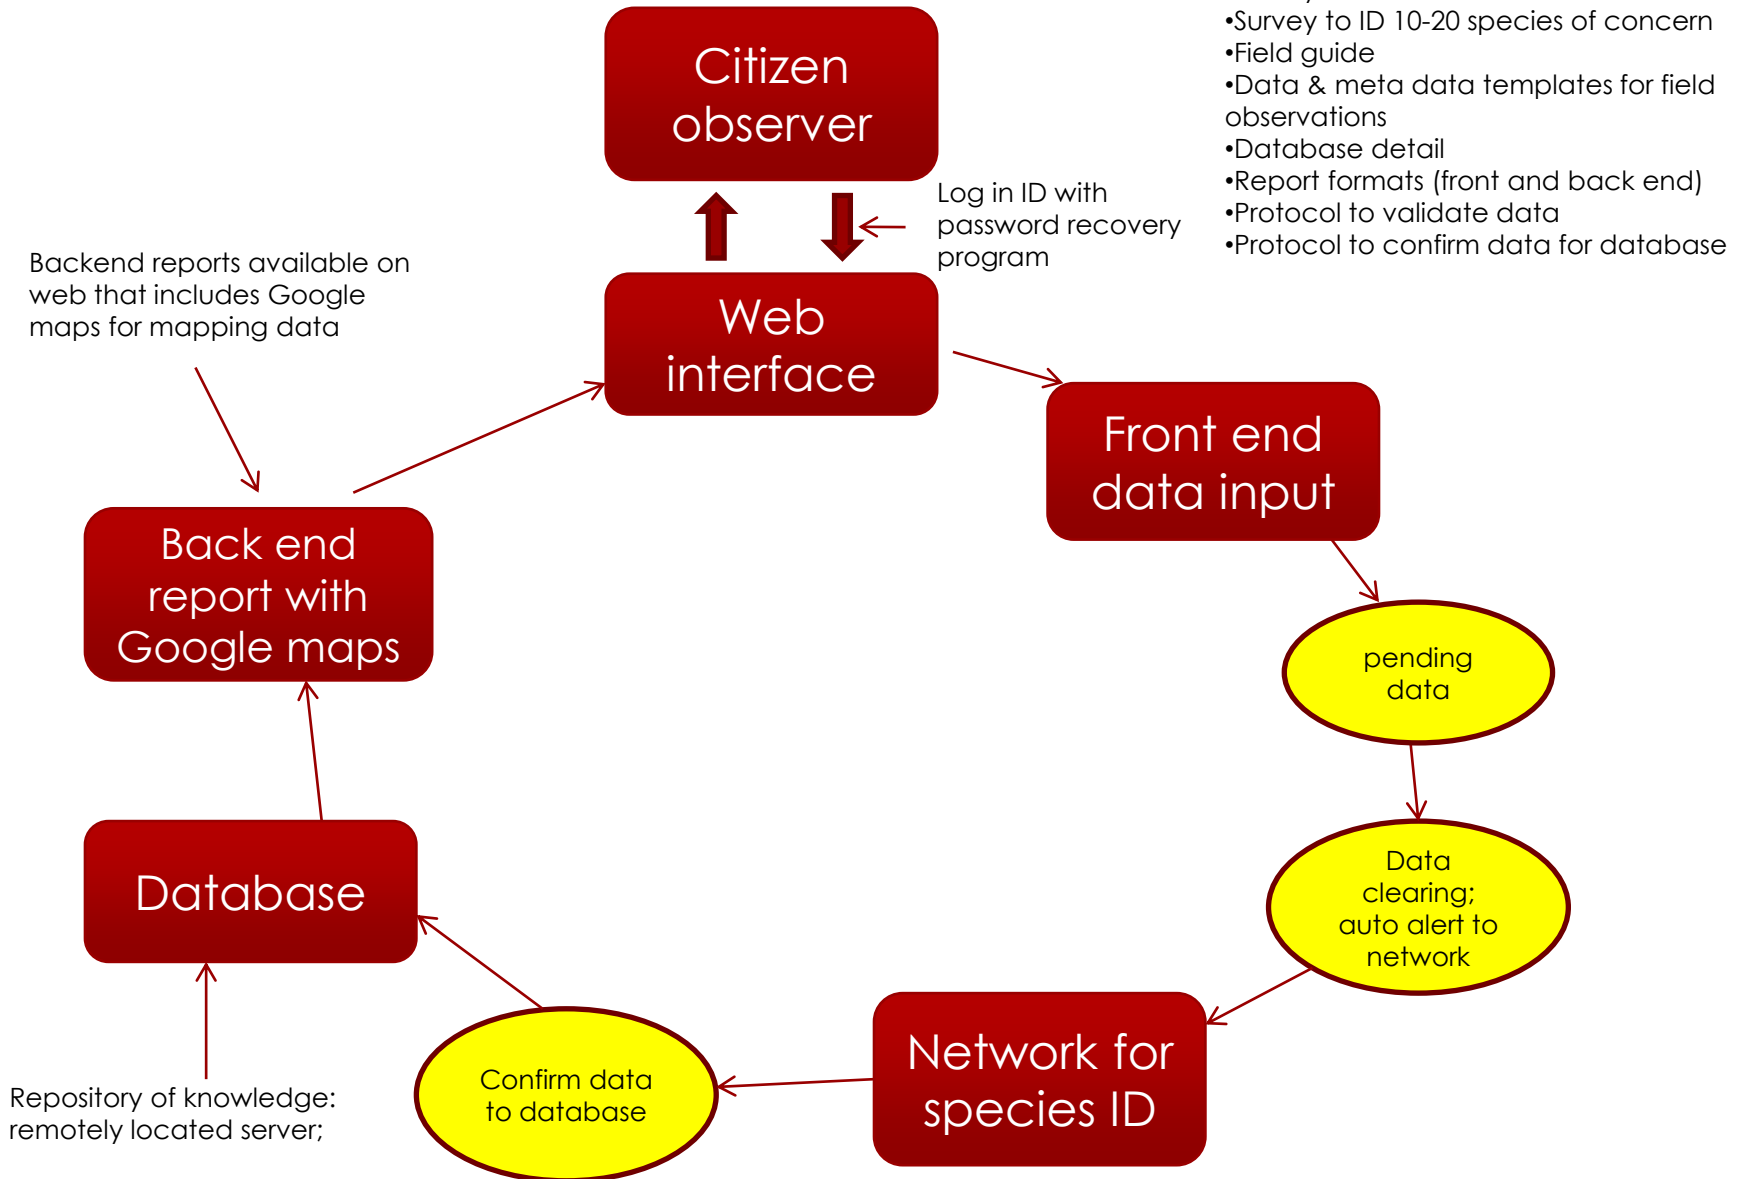 •Survey to ID 10-20 species of concern
•Field guide
•Data & meta data templates for field
observations
•Database detail
•Report formats (front and back end)
•Protocol to validate data
•Protocol to confirm data for database
Citizen
observer
Log in ID with
password recovery
program
Backend reports available on
web that includes Google
maps for mapping data
Web
interface
Front end
data input
Back end
report with
Google maps
pending
data
Data
clearing;
auto alert to
network
Database
Network for
species ID
Confirm data
to database
Repository of knowledge:
remotely located server;